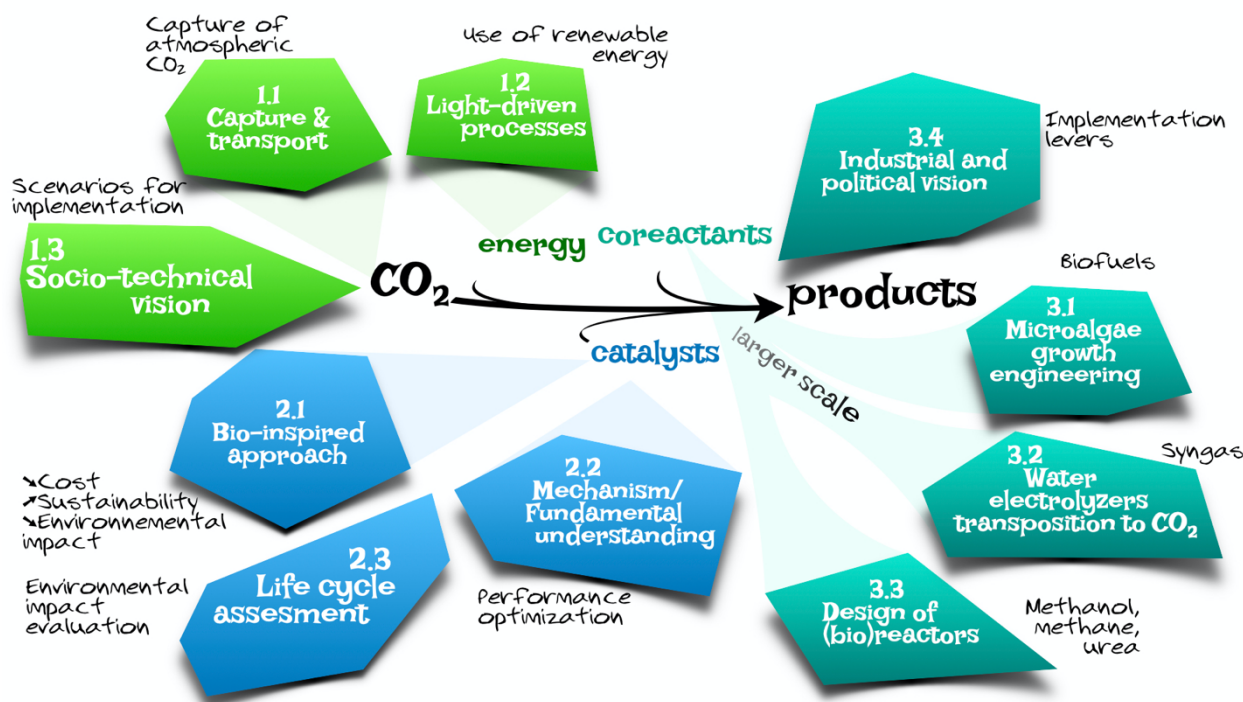 Capture of
atmospheric
CO₂
1.1
Capture &
transport
Use of renewable
energy
1.2
Light-driven
processes
Scenarios for
implementation
1.3
Socio-technical
vision
3.4
Industrial and
political vision
Implementation
levers
energy
coreactants
CO₂
products
catalysts
larger scale
Biofuels
3.1
Microalgae
growth
engineering
2.1
Bio-inspired
approach
↘Cost
↗Sustainability
↘Environnemental
impact
2.2
Mechanism/
Fundamental
understanding
Performance
optimization
2.3
Life cycle
assesment
Environmental
impact
evaluation
Syngas
3.2
Water
electrolyzers
transposition to CO₂
3.3
Design of
(bio)reactors
Methanol,
methane,
urea